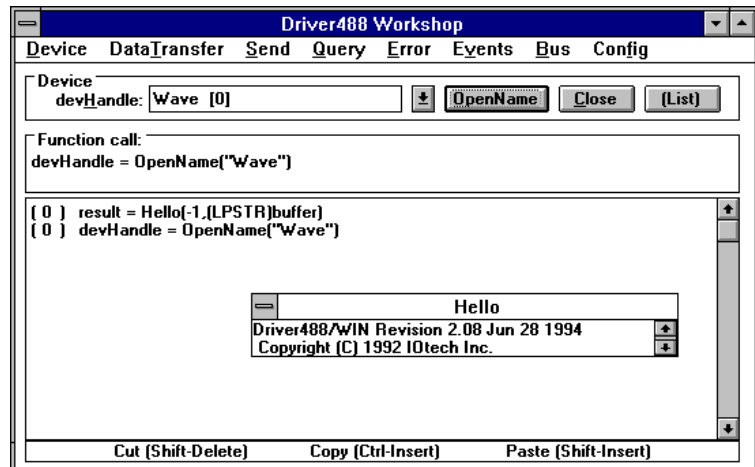 Driver488 Workshop
Device DataTransfer Send Query Error Events Bus Config
Device
devHandle: Wave [0] OpenName Close (List)
Function call:
devHandle = OpenName("Wave")
( 0 ) result = Hello(-1,(LPSTR)buffer)
( 0 ) devHandle = OpenName("Wave")
Hello
Driver488/WIN Revision 2.08 Jun 28 1994
Copyright (C) 1992 IOtech Inc.
Cut (Shift-Delete) Copy (Ctrl-Insert) Paste (Shift-Insert)